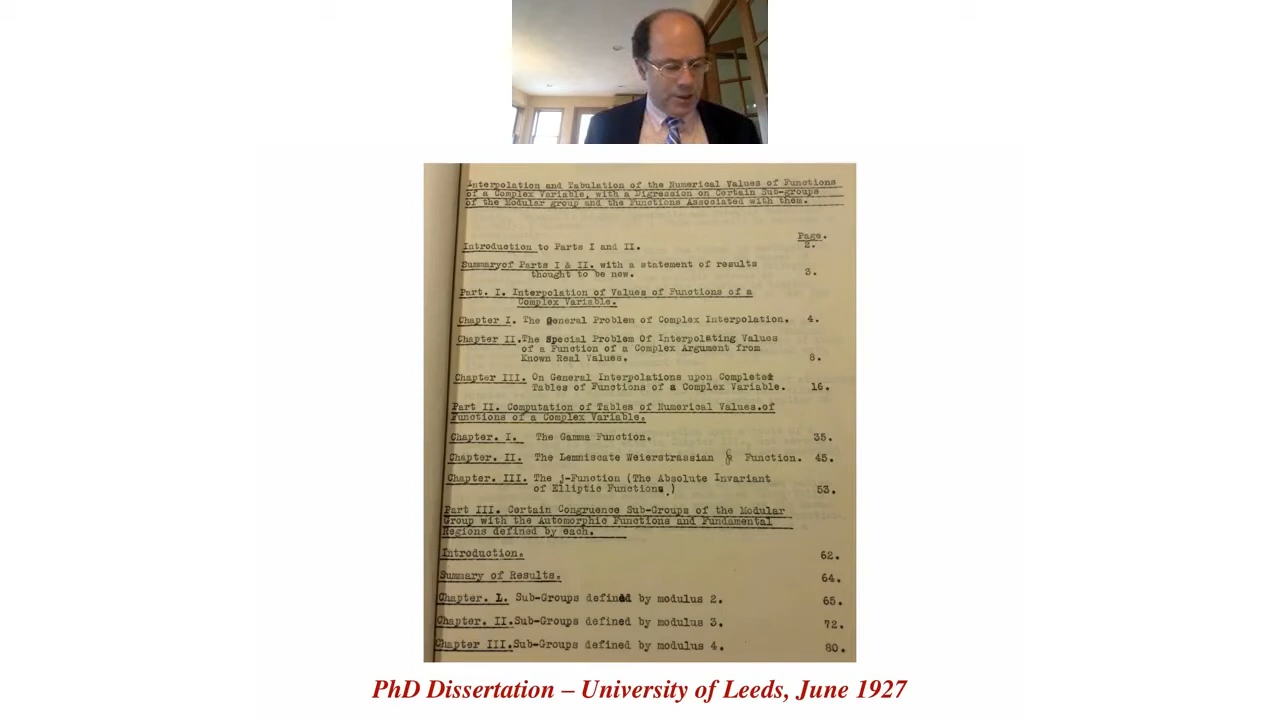 Interpolation and Tabulation of the Numerical Values of Functions
of a Complex Variable, with a Digression on Certain Sub-groups
of the Modular group and the Functions Associated with them.
Page.
Introduction to Parts I and II. 2.
Summaryof Parts I & II. with a statement of results
thought to be new. 3.
Part. I. Interpolation of Values of Functions of a
Complex Variable.
Chapter I. The General Problem of Complex Interpolation. 4.
Chapter II.The Special Problem Of Interpolating Values
of a Function of a Complex Argument from
Known Real Values. 8.
Chapter III. On General Interpolations upon Completed
Tables of Functions of a Complex Variable. 16.
Part II. Computation of Tables of Numerical Values.of
Functions of a Complex Variable.
Chapter. I. The Gamma Function. 35.
Chapter. II. The Lemniscate Weierstrassian ℘ Function. 45.
Chapter. III. The j-Function (The Absolute Invariant
of Elliptic Functions.) 53.
Part III. Certain Congruence Sub-Groups of the Modular
Group with the Automorphic Functions and Fundamental
Regions defined by each.
Introduction. 62.
Summary of Results. 64.
Chapter. I. Sub-Groups defined by modulus 2. 65.
Chapter. II.Sub-Groups defined by modulus 3. 72.
Chapter III.Sub-Groups defined by modulus 4. 80.
PhD Dissertation – University of Leeds, June 1927